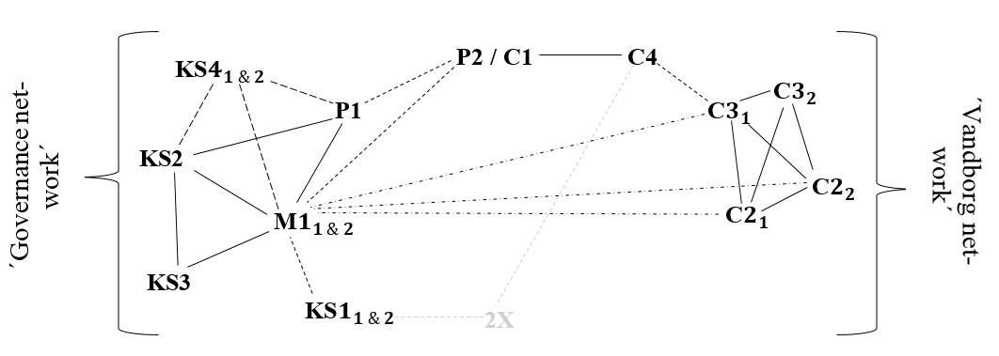 ´Governance net-
work´
KS4₁ & ₂
P1
KS2
M1₁ & ₂
KS3
KS1₁ & ₂
2X
P2 / C1
C4
C3₁
C3₂
C2₂
C2₁
´Vandborg net-
work´